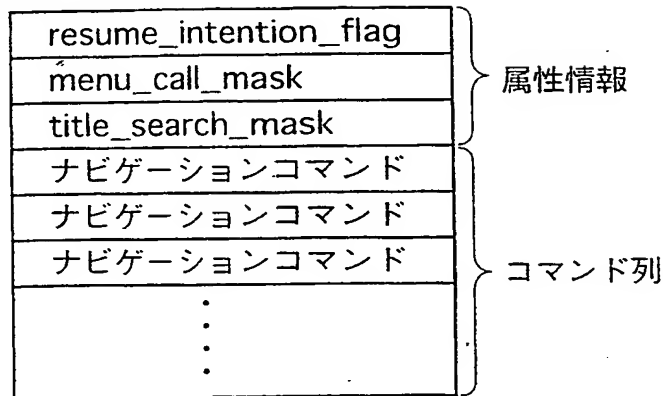 resume_intention_flag
menu_call_mask
title_search_mask
属性情報
ナビゲーションコマンド
ナビゲーションコマンド
ナビゲーションコマンド
コマンド列